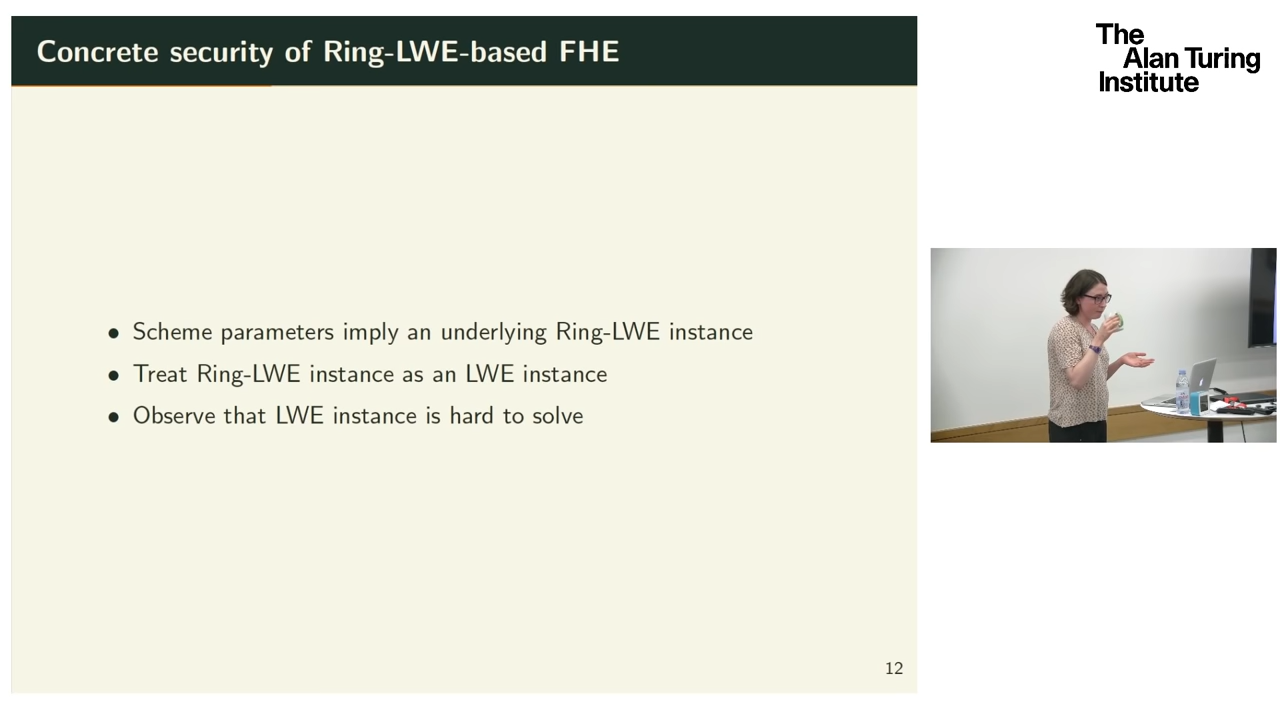 Concrete security of Ring-LWE-based FHE
The
Alan Turing
Institute
• Scheme parameters imply an underlying Ring-LWE instance
• Treat Ring-LWE instance as an LWE instance
• Observe that LWE instance is hard to solve
12